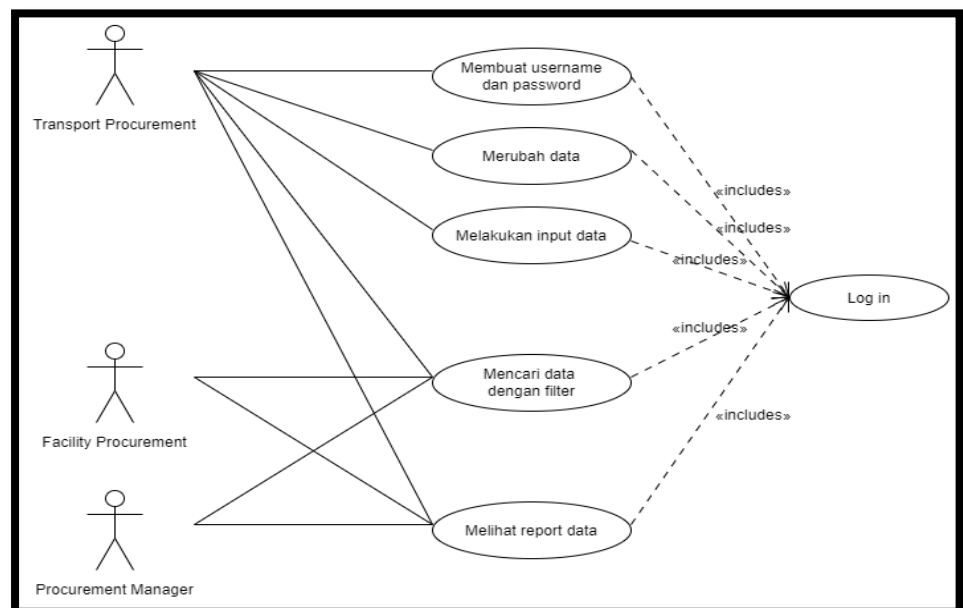 Transport Procurement
Membuat username
dan password
Merubah data
Melakukan input data
«includes»
«includes»
«includes»
Log in
«includes»
Facility Procurement
Mencari data
dengan filter
«includes»
Procurement Manager
Melihat report data